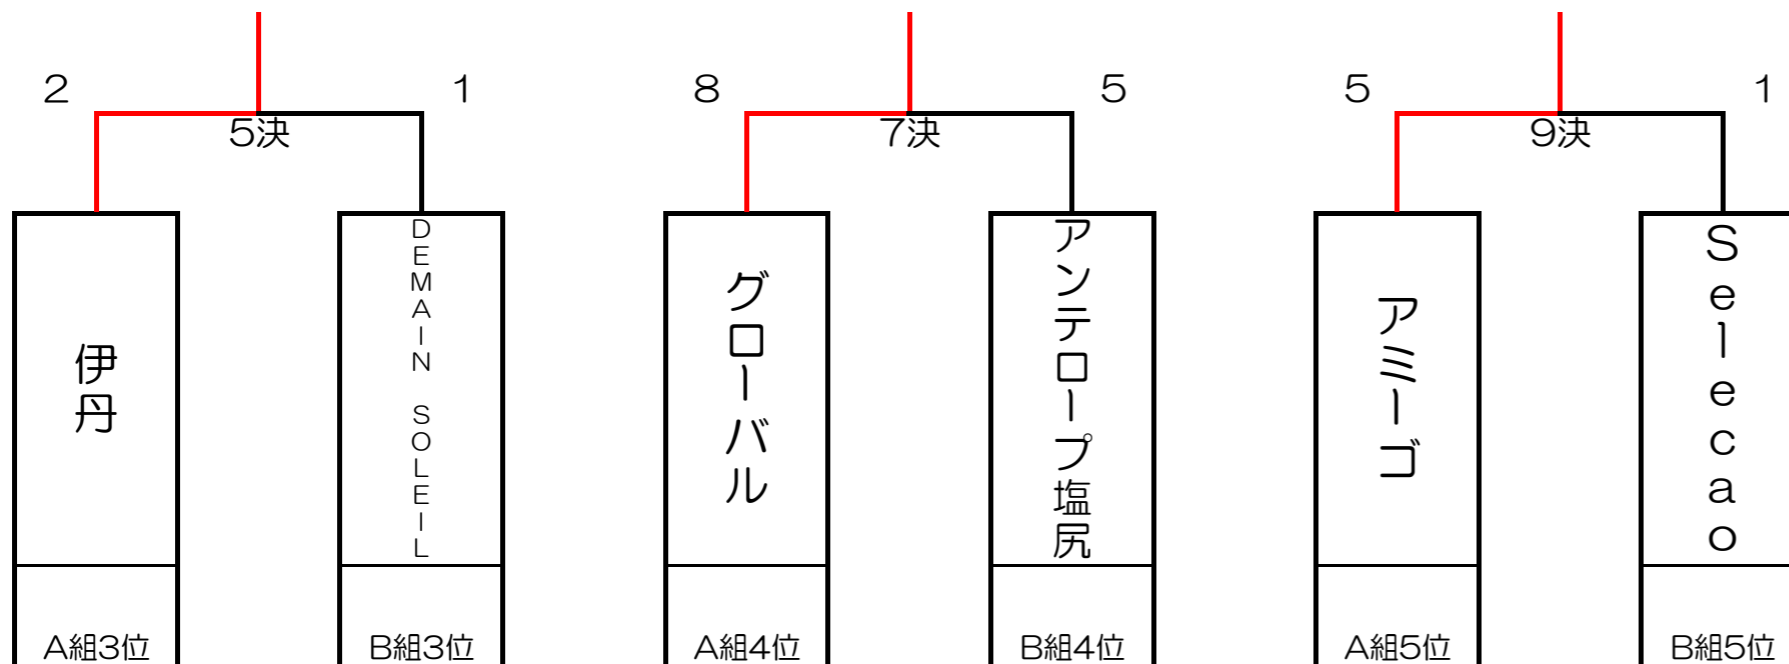 2
1
5決
伊丹
DEMAIN SOLEIL
A組3位
B組3位
8
5
7決
グローバル
アンテロープ塩尻
A組4位
B組4位
5
1
9決
アミーゴ
Selecao
A組5位
B組5位